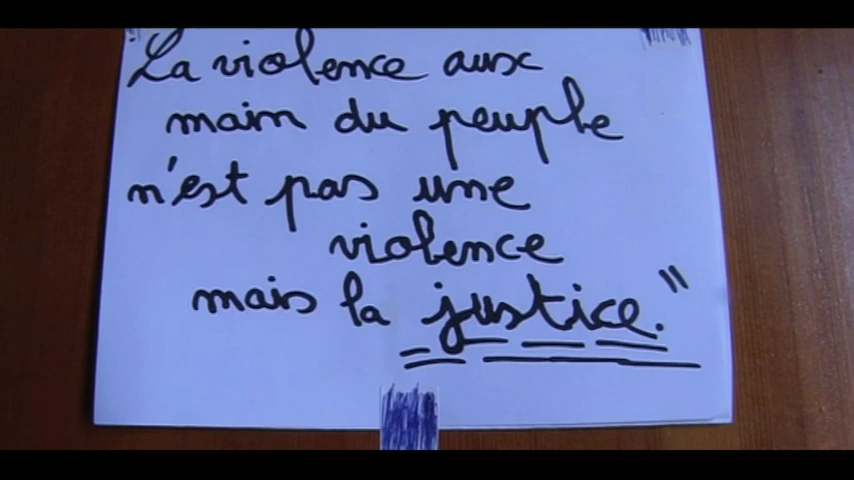 "La violence aux
main du peuple
n'est pas une
violence
mais la justice."